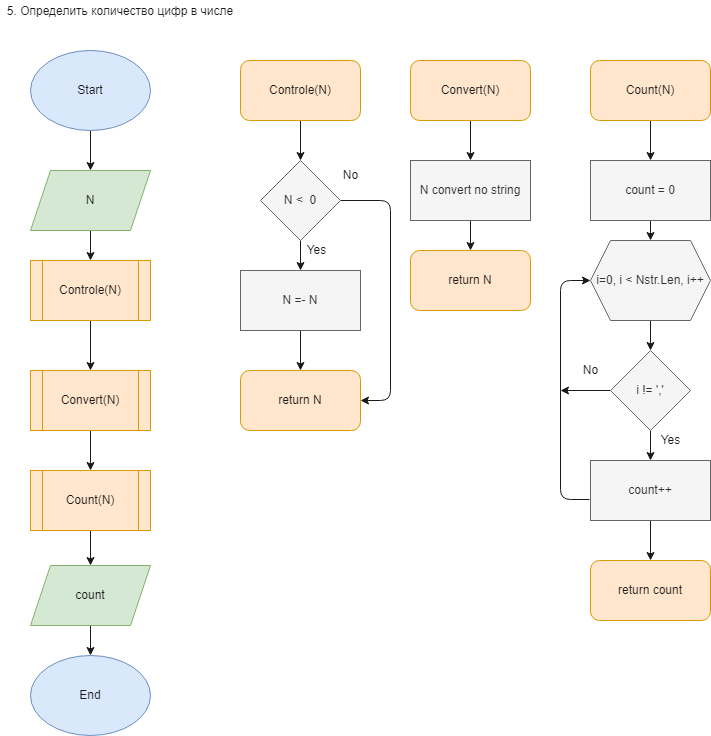 5. Определить количество цифр в числе
Start
N
Controle(N)
Convert(N)
Count(N)
count
End
Controle(N)
N < 0
No
Yes
N =- N
return N
Convert(N)
N convert no string
return N
Count(N)
count = 0
i=0, i < Nstr.Len, i++
i != ','
No
Yes
count++
return count